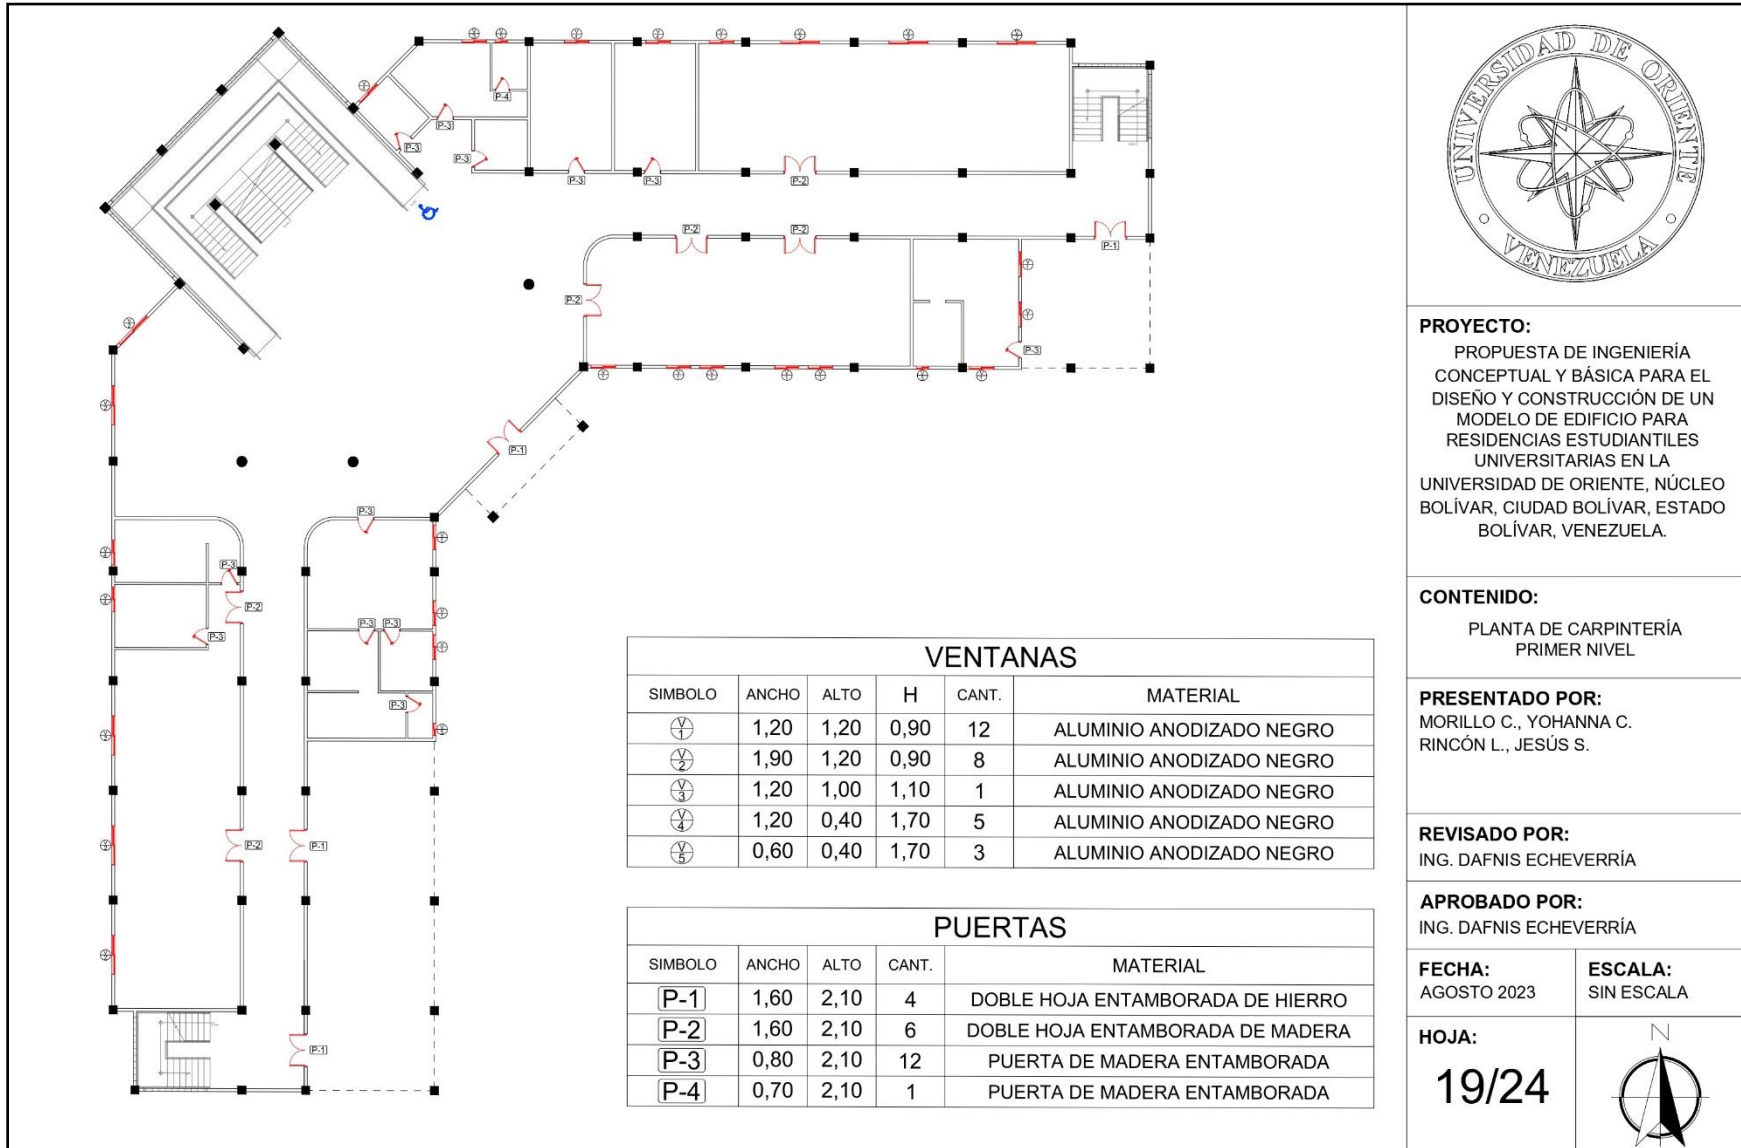 P-4
P-3
P-3
P-3
P-3
P-3
P-2
P-2
P-2
P-1
P-2
P-3
P-1
P-3
P-3
P-2
P-3
P-3
P-3
P-3
P-2
P-1
P-1
VENTANAS
SIMBOLO ANCHO ALTO H CANT. MATERIAL
V 1 1,20 1,20 0,90 12 ALUMINIO ANODIZADO NEGRO
V 2 1,90 1,20 0,90 8 ALUMINIO ANODIZADO NEGRO
V 3 1,20 1,00 1,10 1 ALUMINIO ANODIZADO NEGRO
V 4 1,20 0,40 1,70 5 ALUMINIO ANODIZADO NEGRO
V 5 0,60 0,40 1,70 3 ALUMINIO ANODIZADO NEGRO
PUERTAS
SIMBOLO ANCHO ALTO CANT. MATERIAL
P-1 1,60 2,10 4 DOBLE HOJA ENTAMBORADA DE HIERRO
P-2 1,60 2,10 6 DOBLE HOJA ENTAMBORADA DE MADERA
P-3 0,80 2,10 12 PUERTA DE MADERA ENTAMBORADA
P-4 0,70 2,10 1 PUERTA DE MADERA ENTAMBORADA
UNIVERSIDAD DE ORIENTE
VENEZUELA
PROYECTO:
PROPUESTA DE INGENIERÍA
CONCEPTUAL Y BÁSICA PARA EL
DISEÑO Y CONSTRUCCIÓN DE UN
MODELO DE EDIFICIO PARA
RESIDENCIAS ESTUDIANTILES
UNIVERSITARIAS EN LA
UNIVERSIDAD DE ORIENTE, NÚCLEO
BOLÍVAR, CIUDAD BOLÍVAR, ESTADO
BOLÍVAR, VENEZUELA.
CONTENIDO:
PLANTA DE CARPINTERÍA
PRIMER NIVEL
PRESENTADO POR:
MORILLO C., YOHANNA C.
RINCÓN L., JESÚS S.
REVISADO POR:
ING. DAFNIS ECHEVERRÍA
APROBADO POR:
ING. DAFNIS ECHEVERRÍA
FECHA:
AGOSTO 2023
ESCALA:
SIN ESCALA
HOJA:
19/24
N